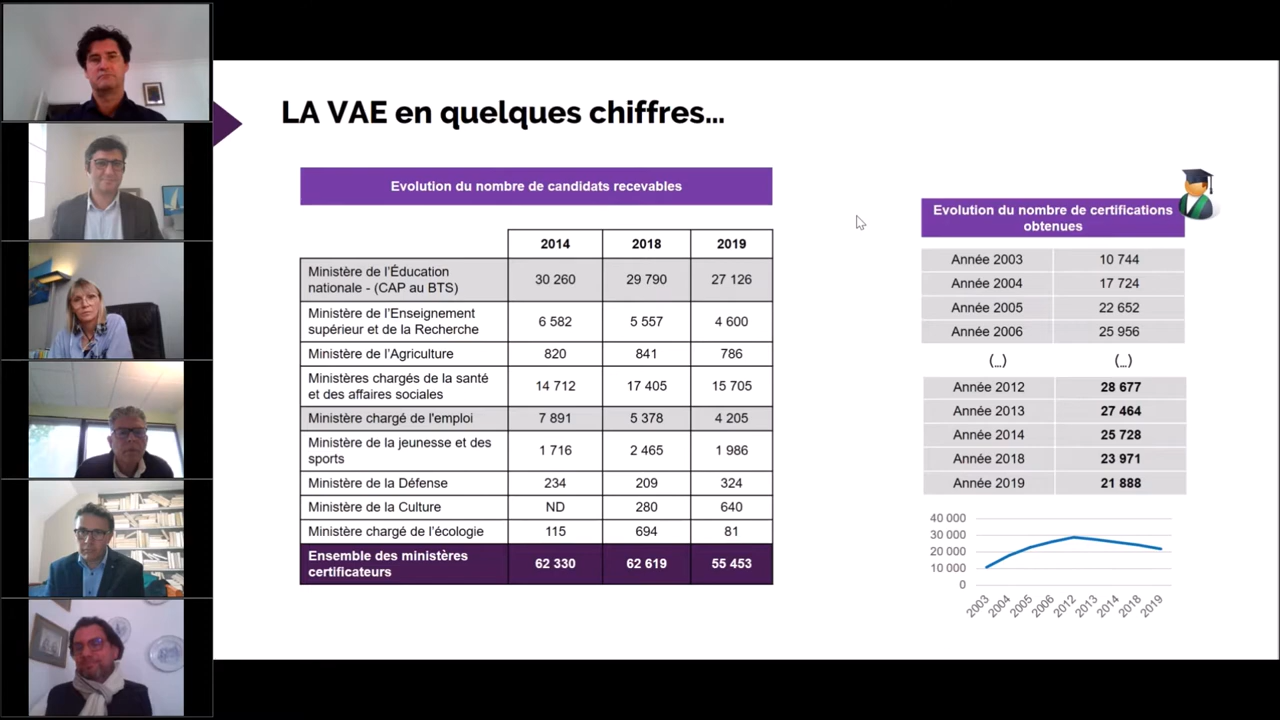 LA VAE en quelques chiffres...
Evolution du nombre de candidats recevables
2014 2018 2019
Ministère de l'Éducation
nationale - (CAP au BTS) 30 260 29 790 27 126
Ministère de l'Enseignement
supérieur et de la Recherche 6 582 5 557 4 600
Ministère de l'Agriculture 820 841 786
Ministères chargés de la santé
et des affaires sociales 14 712 17 405 15 705
Ministère chargé de l'emploi 7 891 5 378 4 205
Ministère de la jeunesse et des
sports 1 716 2 465 1 986
Ministère de la Défense 234 209 324
Ministère de la Culture ND 280 640
Ministère chargé de l'écologie 115 694 81
Ensemble des ministères
certificateurs 62 330 62 619 55 453
Evolution du nombre de certifications
obtenues
Année 2003 10 744
Année 2004 17 724
Année 2005 22 652
Année 2006 25 956
(...) (...)
Année 2012 28 677
Année 2013 27 464
Année 2014 25 728
Année 2018 23 971
Année 2019 21 888
40 000
20 000
10 000
0
2003 2004 2005 2006 2012 2013 2014 2018 2019